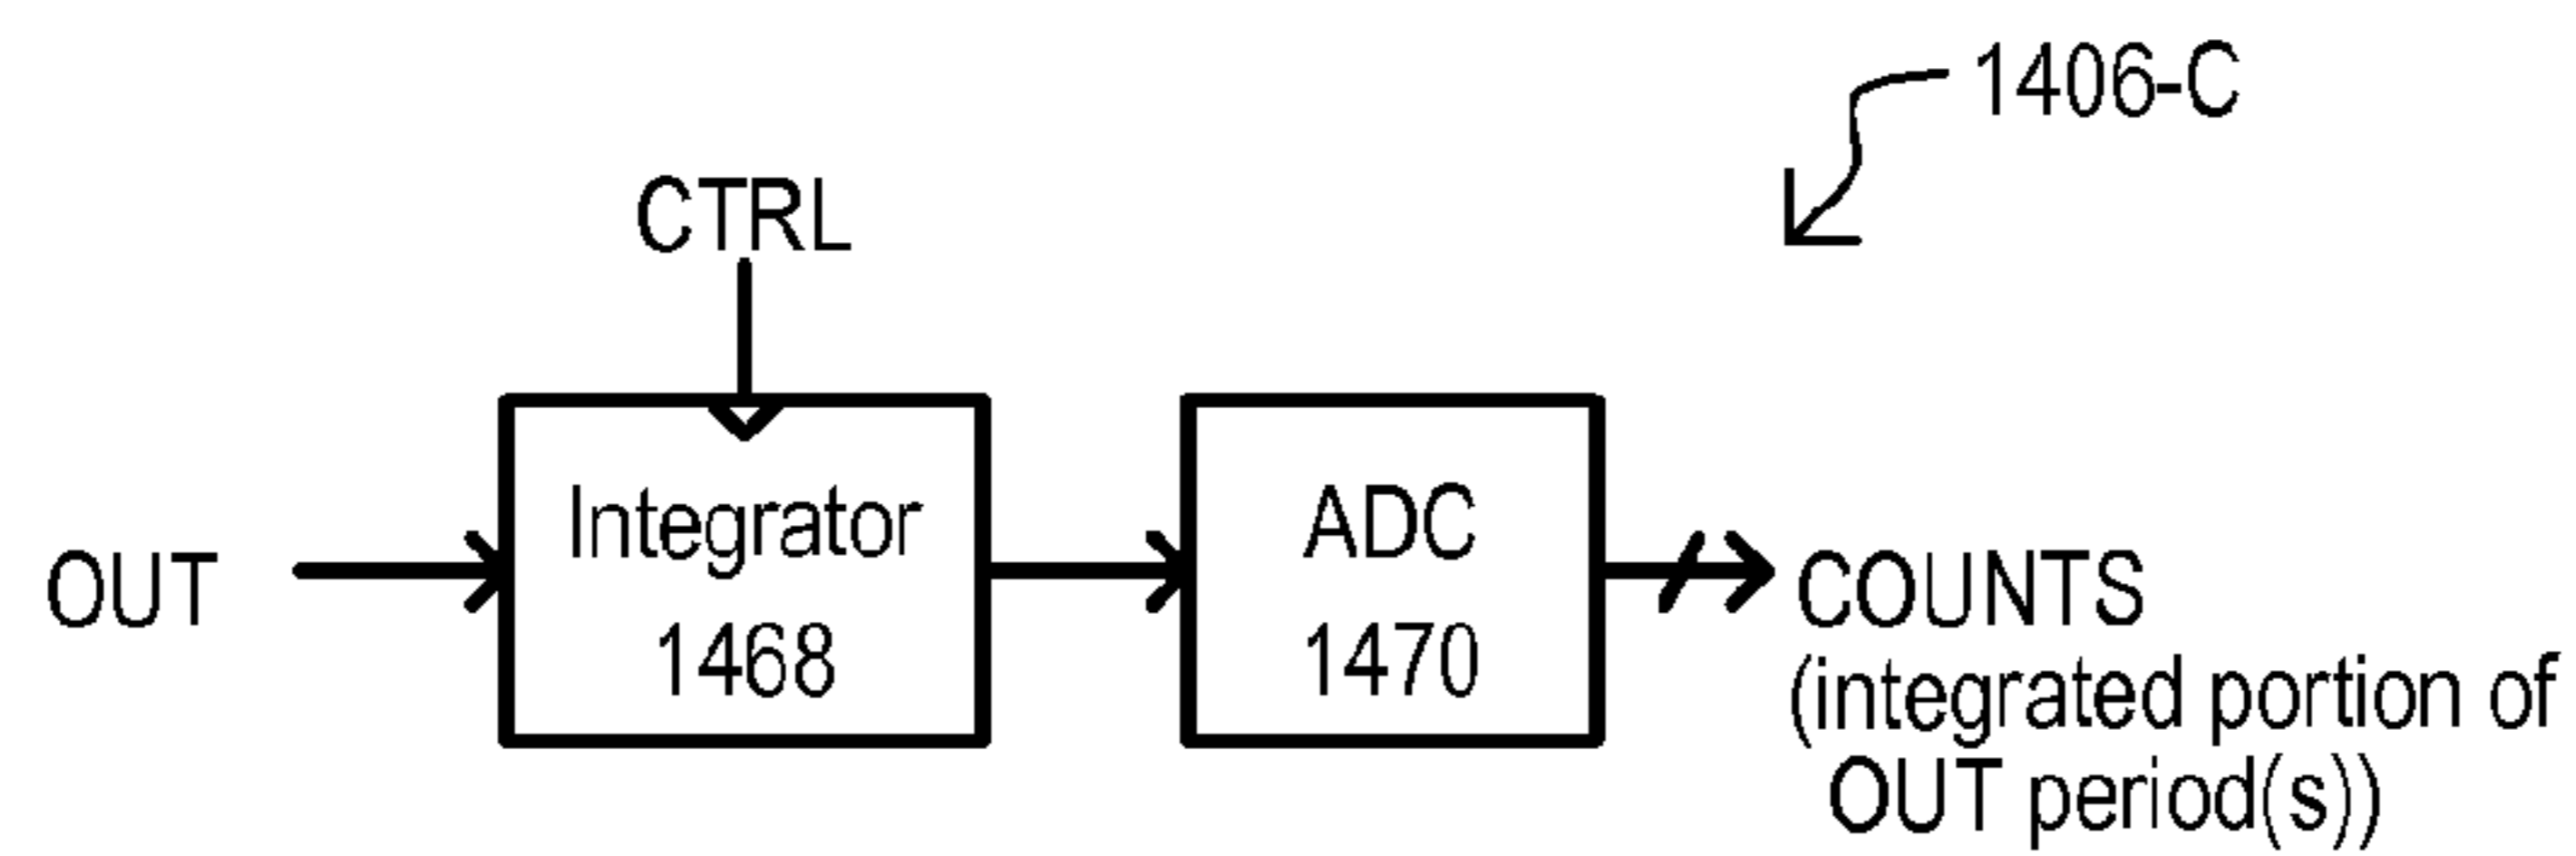 1406-C
CTRL
OUT
Integrator
1468
ADC
1470
COUNTS
(integrated portion of
OUT period(s))